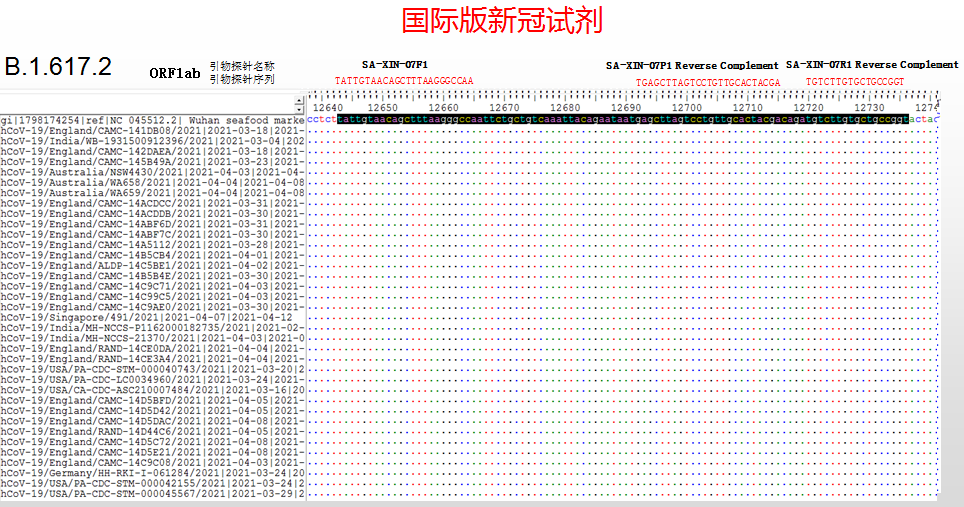 国际版新冠试剂
B.1.617.2
ORF1ab
引物探针名称
引物探针序列
SA-XIN-07F1
TATTGTAACAGCTTTAAGGGCCAA
SA-XIN-07P1 Reverse Complement
TGAGCTTAGTCCTGTTGCACTACGA
SA-XIN-07R1 Reverse Complement
TGTCTTGTGCTGCCGGT
12640 12650 12660 12670 12680 12690 12700 12710 12720 12730 1274
gi|1798174254|ref|NC 045512.2| Wuhan seafood marke
cctcttattgtaacagctttaagggccaattctgctgtcaaattacagaataatgagcttagtcctgttgcactacgacagatgtcttgtgctgccggtactac
hCoV-19/England/CAMC-141DB08/2021|2021-03-18|2021-
hCoV-19/India/WB-1931500912396/2021|2021-03-04|202
hCoV-19/England/CAMC-142DAEA/2021|2021-03-18|2021-
hCoV-19/England/CAMC-145B49A/2021|2021-03-23|2021-
hCoV-19/Australia/NSW4430/2021|2021-04-03|2021-04-
hCoV-19/Australia/WA658/2021|2021-04-04|2021-04-08
hCoV-19/Australia/WA659/2021|2021-04-04|2021-04-08
hCoV-19/England/CAMC-14ACDCC/2021|2021-03-31|2021-
hCoV-19/England/CAMC-14ACDDB/2021|2021-03-30|2021-
hCoV-19/England/CAMC-14ABF6D/2021|2021-03-31|2021-
hCoV-19/England/CAMC-14ABF7C/2021|2021-03-30|2021-
hCoV-19/England/CAMC-14A5112/2021|2021-03-28|2021-
hCoV-19/England/CAMC-14B5CB4/2021|2021-04-01|2021-
hCoV-19/England/ALDP-14C5BE1/2021|2021-04-02|2021-
hCoV-19/England/CAMC-14B5B4E/2021|2021-03-30|2021-
hCoV-19/England/CAMC-14C9C71/2021|2021-04-03|2021-
hCoV-19/England/CAMC-14C99C5/2021|2021-04-03|2021-
hCoV-19/England/CAMC-14C9AE0/2021|2021-03-30|2021-
hCoV-19/Singapore/491/2021|2021-04-07|2021-04-12
hCoV-19/India/MH-NCCS-P1162000182735/2021|2021-02-
hCoV-19/India/MH-NCCS-21370/2021|2021-04-03|2021-0
hCoV-19/England/RAND-14CE0DA/2021|2021-04-04|2021-
hCoV-19/England/RAND-14CE3A4/2021|2021-04-04|2021-
hCoV-19/USA/PA-CDC-STM-000040743/2021|2021-03-20|2
hCoV-19/USA/PA-CDC-LC0034960/2021|2021-03-24|2021-
hCoV-19/USA/CA-CDC-ASC210007484/2021|2021-03-16|20
hCoV-19/England/CAMC-14D5BFD/2021|2021-04-05|2021-
hCoV-19/England/CAMC-14D5D42/2021|2021-04-05|2021-
hCoV-19/England/CAMC-14D5DAC/2021|2021-04-08|2021-
hCoV-19/England/RAND-14D44C6/2021|2021-04-05|2021-
hCoV-19/England/CAMC-14D5C72/2021|2021-04-08|2021-
hCoV-19/England/CAMC-14D5E21/2021|2021-04-08|2021-
hCoV-19/England/CAMC-14C9C08/2021|2021-04-03|2021-
hCoV-19/Germany/HH-RKI-I-061284/2021|2021-03-24|20
hCoV-19/USA/PA-CDC-STM-000042155/2021|2021-03-24|2
hCoV-19/USA/PA-CDC-STM-000045567/2021|2021-03-29|2